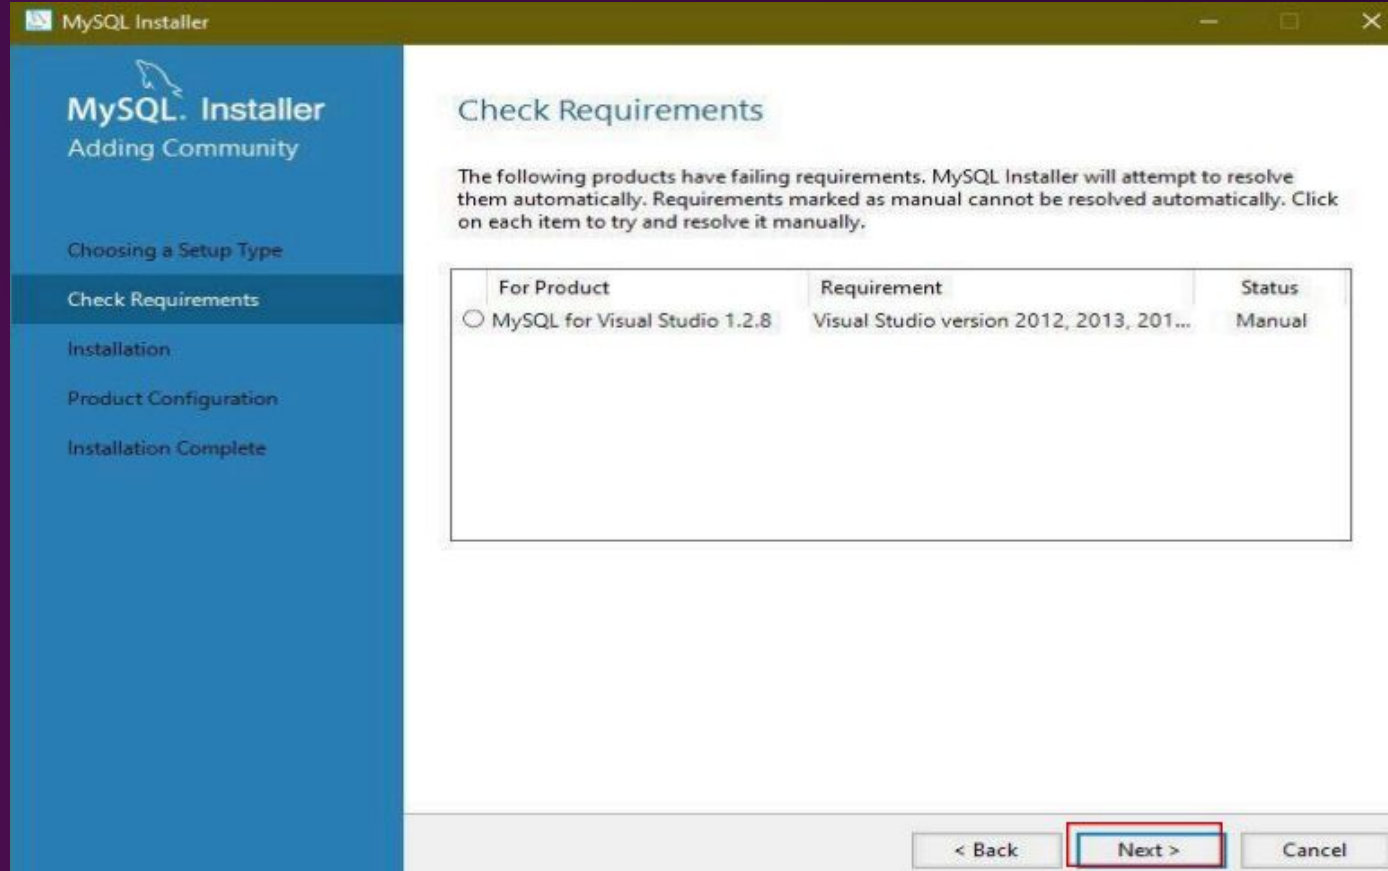 MySQL Installer
MySQL. Installer
Adding Community
Choosing a Setup Type
Check Requirements
Installation
Product Configuration
Installation Complete
Check Requirements
The following products have failing requirements. MySQL Installer will attempt to resolve
them automatically. Requirements marked as manual cannot be resolved automatically. Click
on each item to try and resolve it manually.
For Product Requirement Status
MySQL for Visual Studio 1.2.8 Visual Studio version 2012, 2013, 201... Manual
< Back Next > Cancel